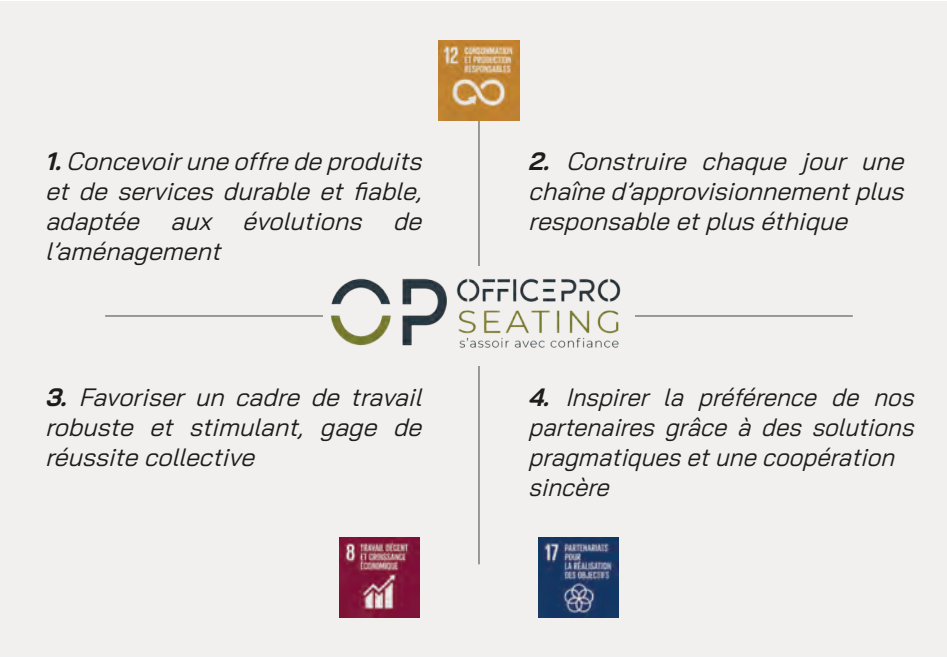 12 CONSOMMATION
ET PRODUCTION
RESPONSABLES
1. Concevoir une offre de produits
et de services durable et fiable,
adaptée aux évolutions de
l'aménagement
2. Construire chaque jour une
chaîne d'approvisionnement plus
responsable et plus éthique
OP OFFICEPRO
SEATING
s'assoir avec confiance
3. Favoriser un cadre de travail
robuste et stimulant, gage de
réussite collective
4. Inspirer la préférence de nos
partenaires grâce à des solutions
pragmatiques et une coopération
sincère
8 TRAVAIL DÉCENT
ET CROISSANCE
ÉCONOMIQUE
17 PARTENARIATS
POUR
LA RÉALISATION
DES OBJECTIFS